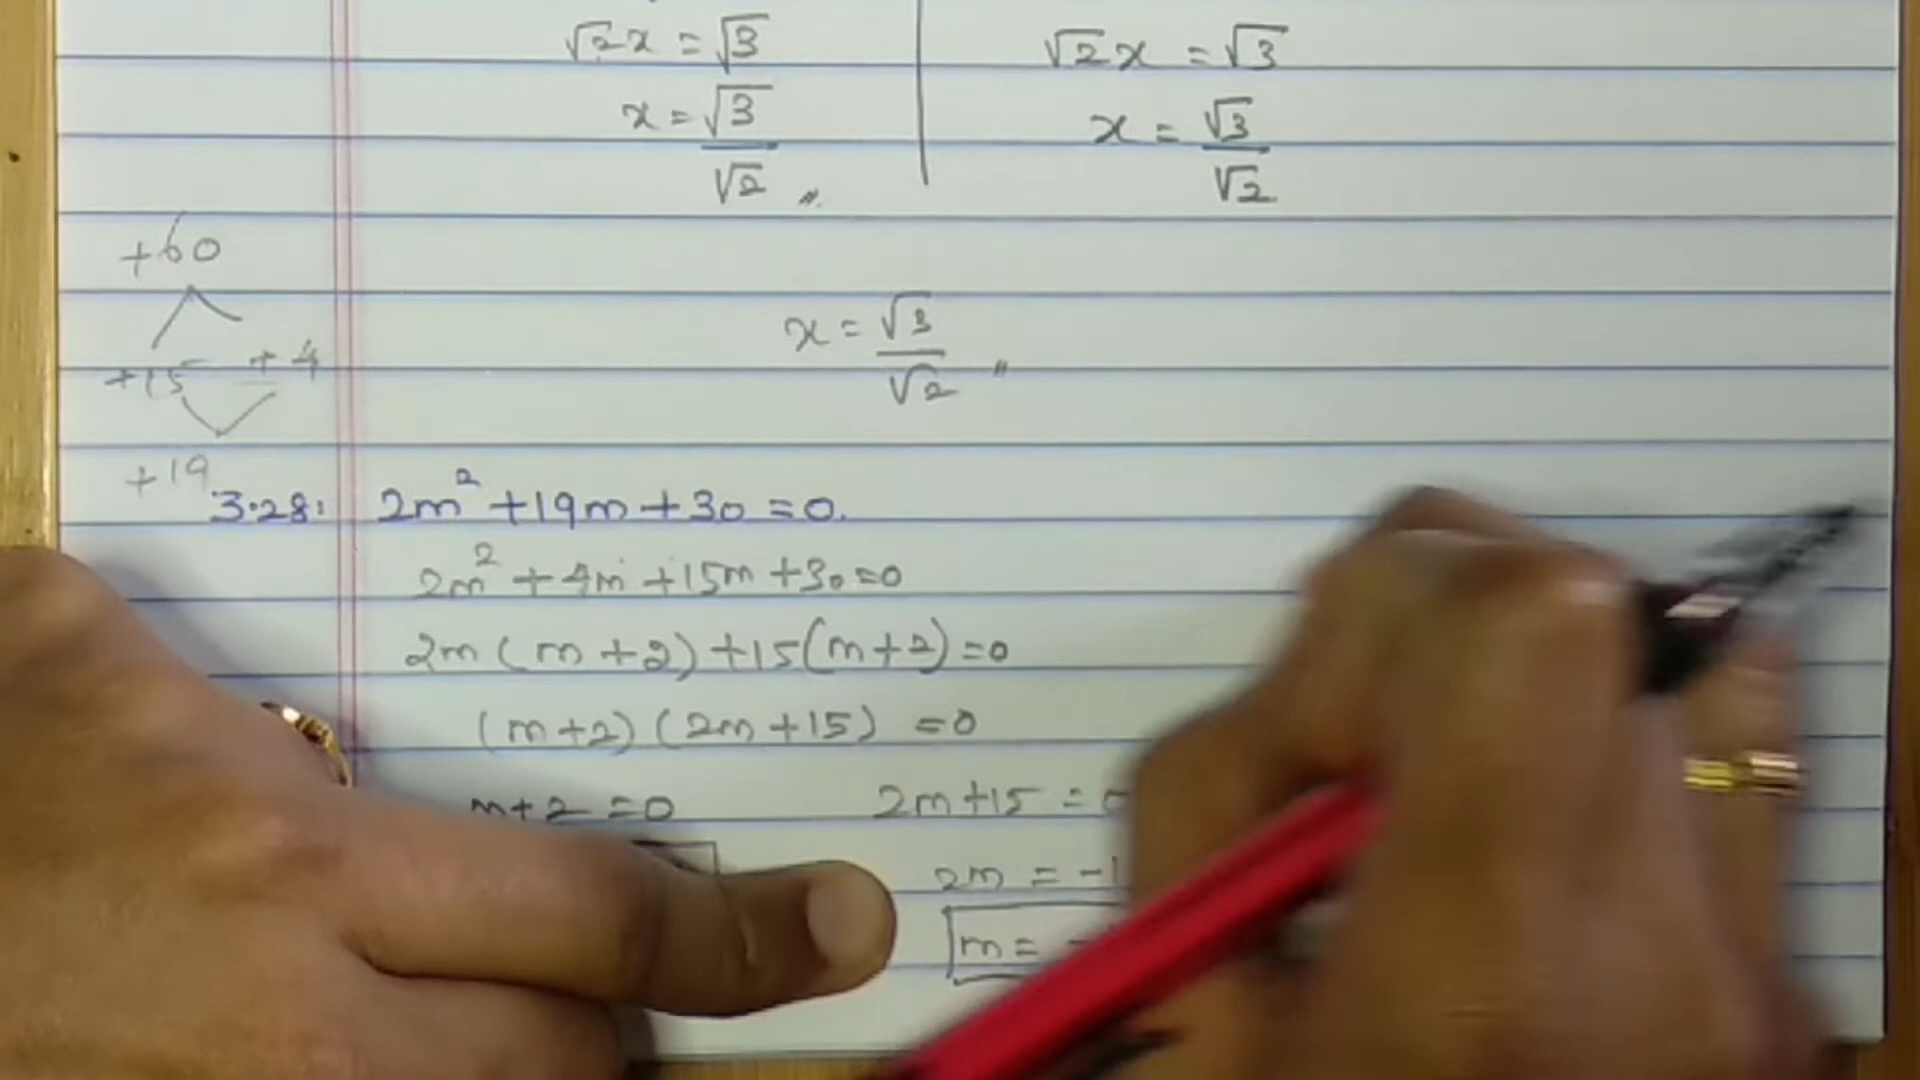 √2x = √3
x = √3/√2 〃
√2x = √3
x = √3/√2
x = √3/√2 〃
+60
+15 +4
+19
3.28: 2m² + 19m + 30 = 0.
2m² + 4m + 15m + 30 = 0
2m (m + 2) + 15 (m + 2) = 0
(m + 2) (2m + 15) = 0
m + 2 = 0 2m + 15 =
2m = -1
m = -